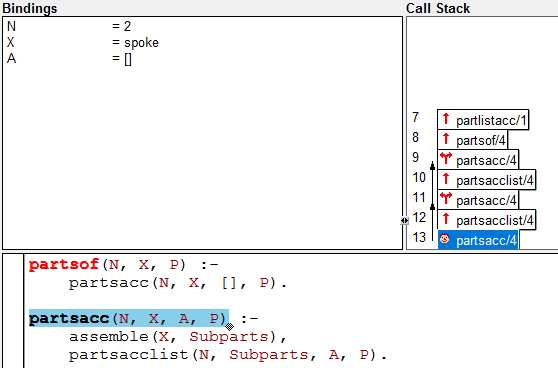 Bindings
N = 2
X = spoke
A = []
Call Stack
7 partlistacc/1
8 partsof/4
9 partsacc/4
10 partsacclist/4
11 partsacc/4
12 partsacclist/4
13 partsacc/4
partsof(N, X, P) :-
partsacc(N, X, [], P).
partsacc(N, X, A, P) :-
assemble(X, Subparts),
partsacclist(N, Subparts, A, P).